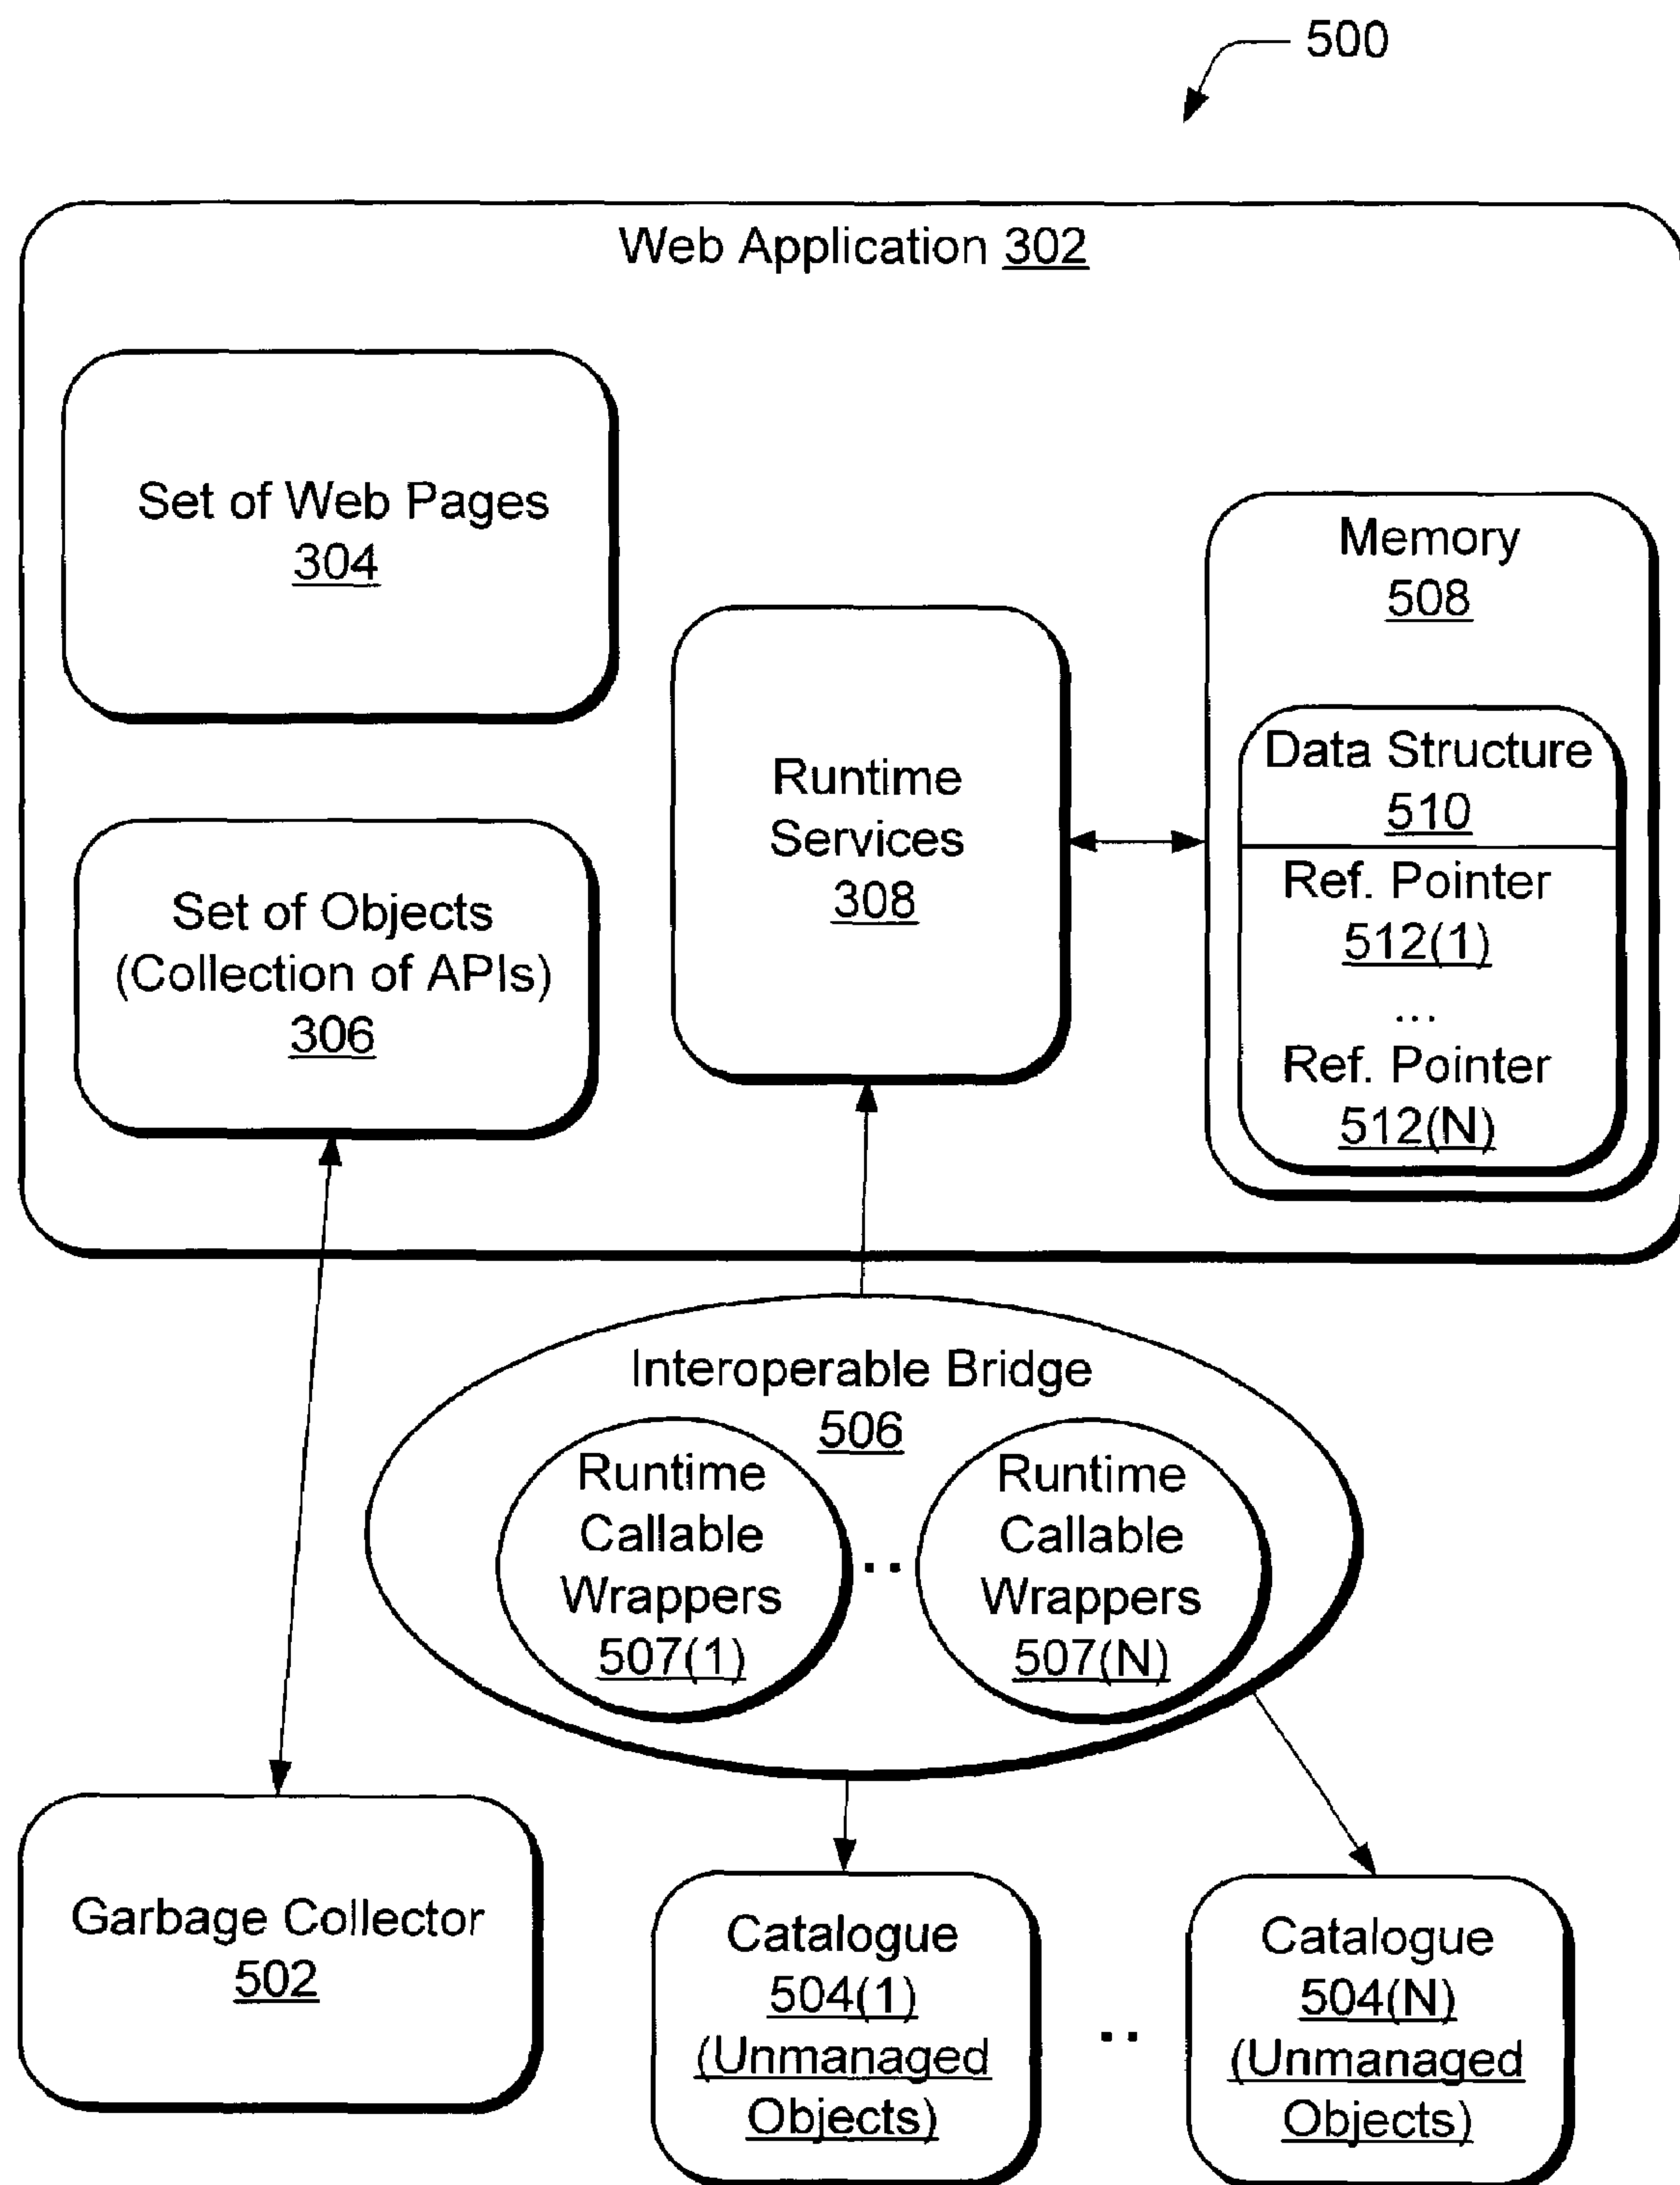 500
Web Application 302
Set of Web Pages
304
Memory
508
Data Structure
510
Ref. Pointer
512(1)
...
Ref. Pointer
512(N)
Runtime
Services
308
Set of Objects
(Collection of APIs)
306
Interoperable Bridge
506
Runtime
Callable
Wrappers
507(1)
..
Runtime
Callable
Wrappers
507(N)
Garbage Collector
502
Catalogue
504(1)
(Unmanaged
Objects)
..
Catalogue
504(N)
(Unmanaged
Objects)